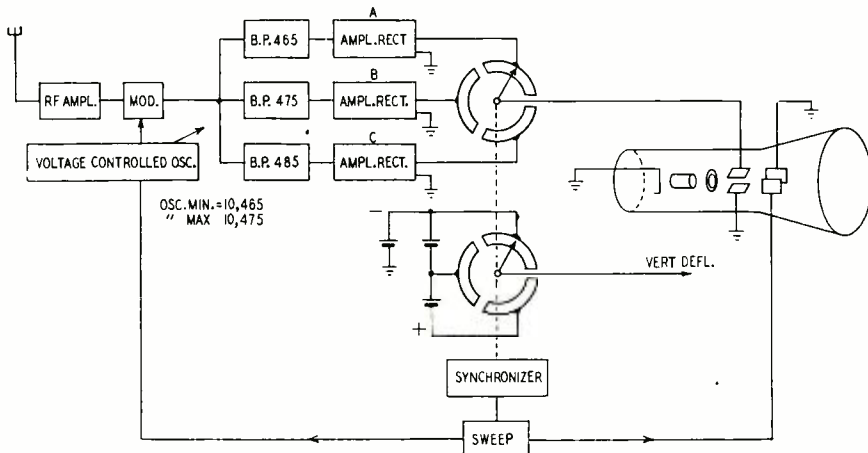 A
B.P. 465
AMPL.RECT
RF AMPL.
MOD.
B
B.P. 475
AMPL.RECT.
C
B.P. 485
AMPL.RECT.
VOLTAGE CONTROLLED OSC.
OSC.MIN.=10,465
" MAX 10,475
−
+
VERT DEFL.
SYNCHRONIZER
SWEEP